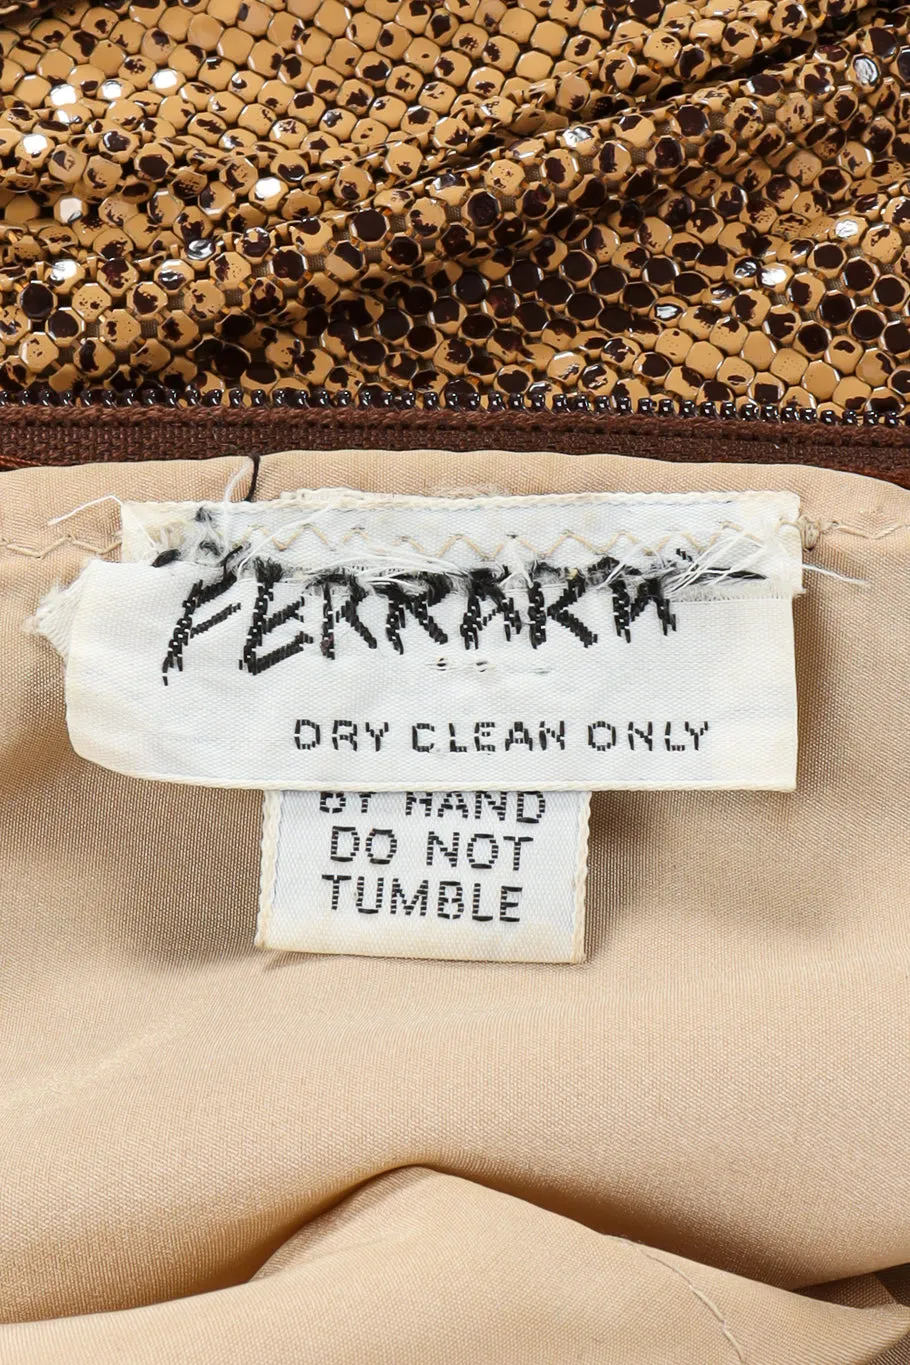 FERRARA
DRY CLEAN ONLY
BY HAND
DO NOT
TUMBLE